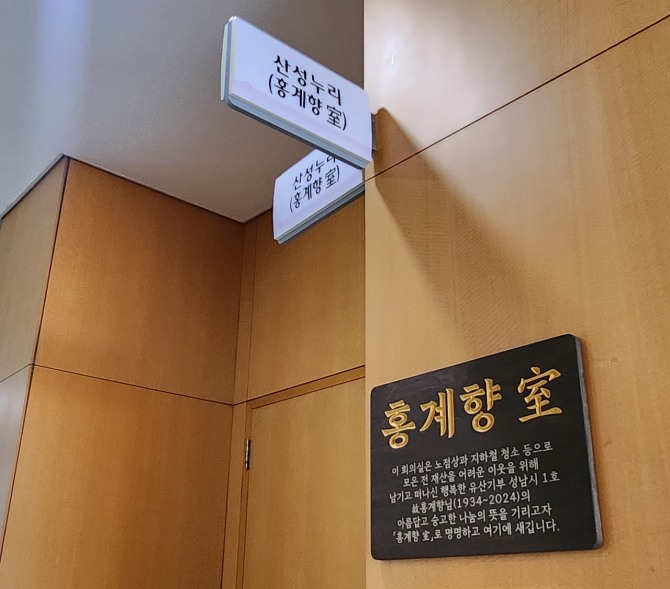 산성누리
(홍계향 室)
산성누리
(홍계향 室)
홍계향 室
이 회의실은 노점상과 지하철 청소 등으로
모은 전 재산을 어려운 이웃을 위해
남기고 떠나신 행복한 유산기부 성남시 1호
故홍계향님(1934~2024)의
아름답고 숭고한 나눔의 뜻을 기리고자
「홍계향 室」로 명명하고 여기에 새깁니다.